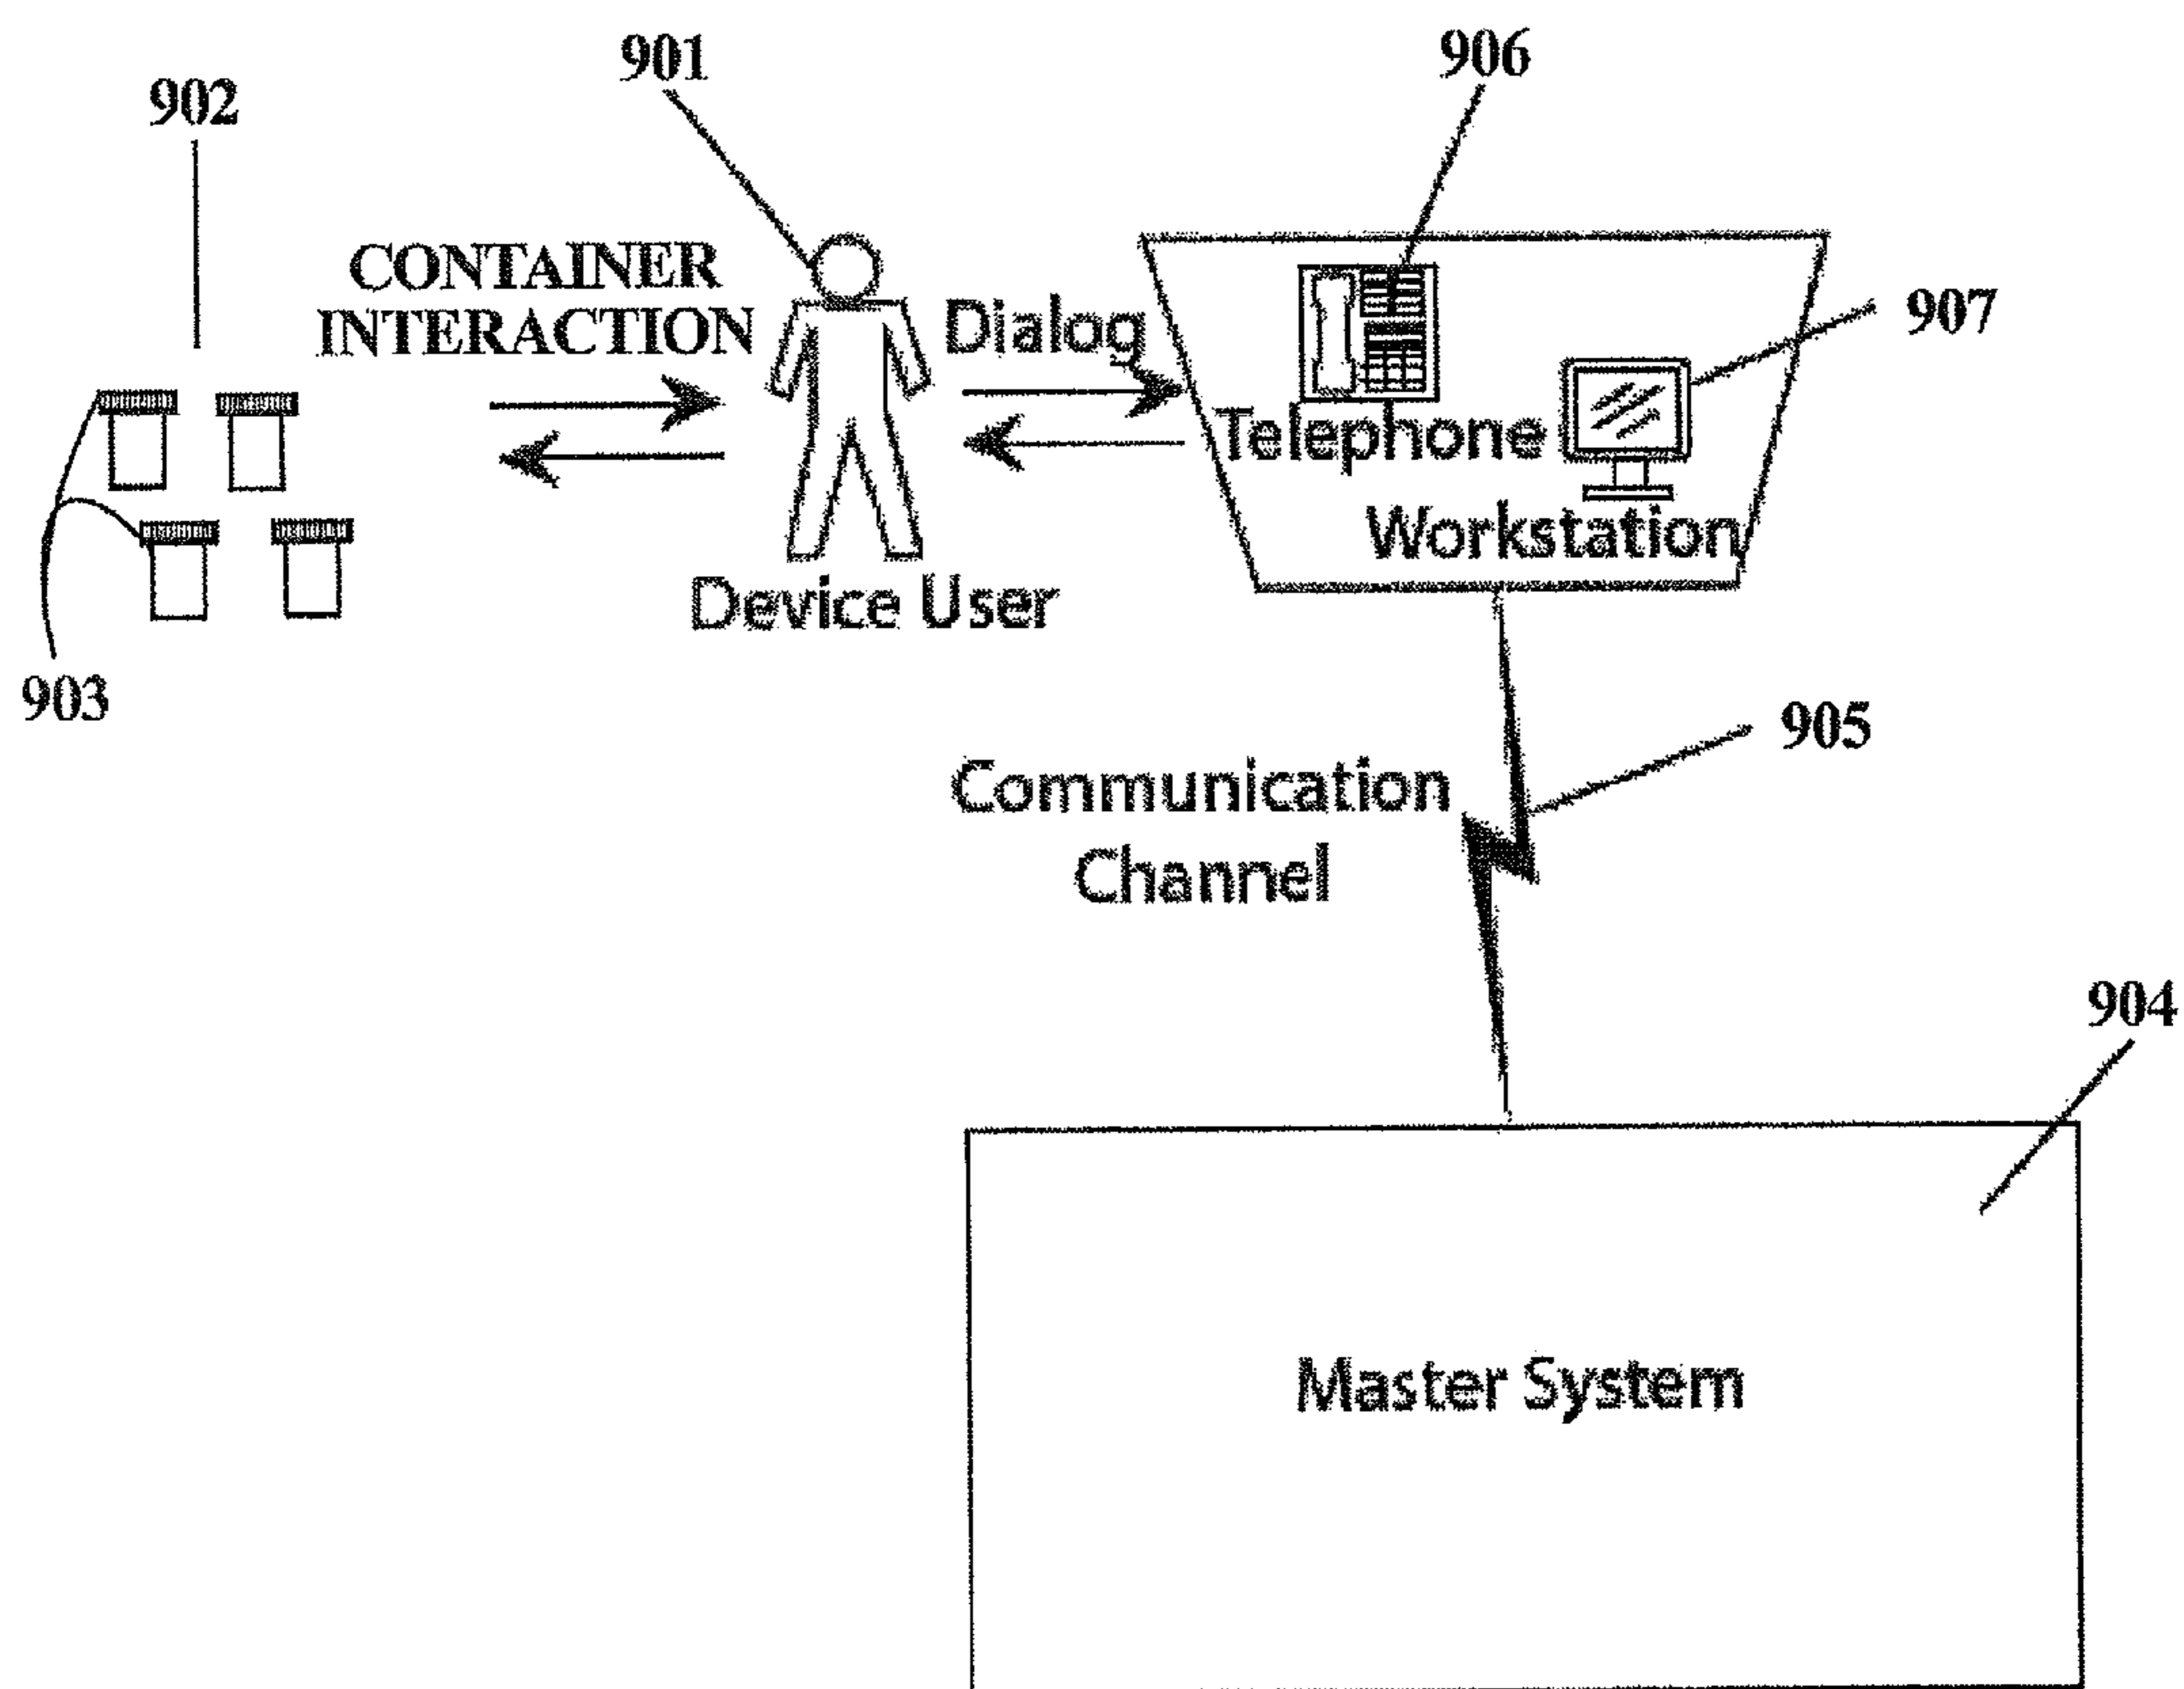 901
906
902
CONTAINER
INTERACTION
Dialog
907
Telephone
Workstation
Device User
903
905
Communication
Channel
904
Master System